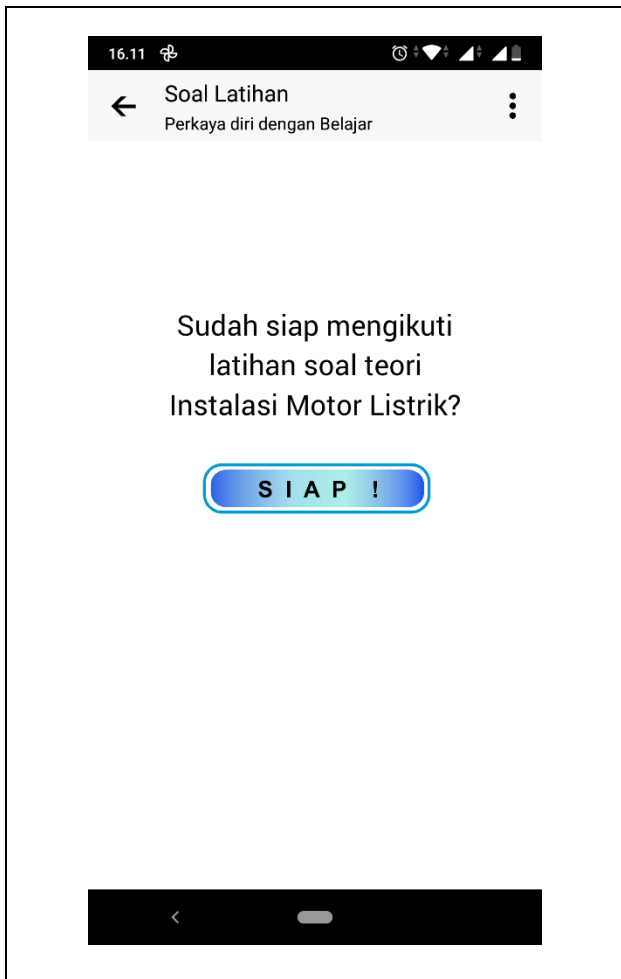 16.11
Soal Latihan
Perkaya diri dengan Belajar
Sudah siap mengikuti
latihan soal teori
Instalasi Motor Listrik?
S I A P !